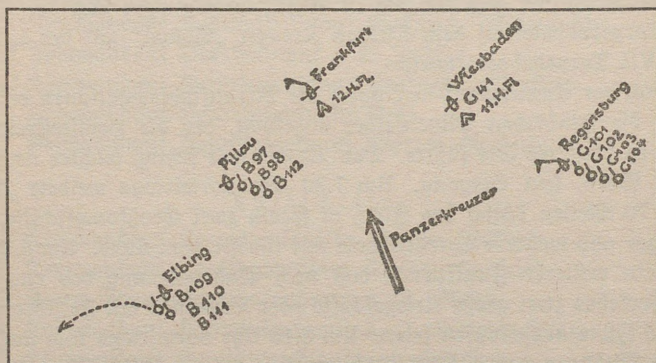 Frankfurt
12.H.Fl.
Wiesbaden
G41
11.H.Fl
Regensburg
G101
G102
G103
G104
Pillau
B97
B98
B112
Panzerkreuzer
Elbing
B109
B110
B111